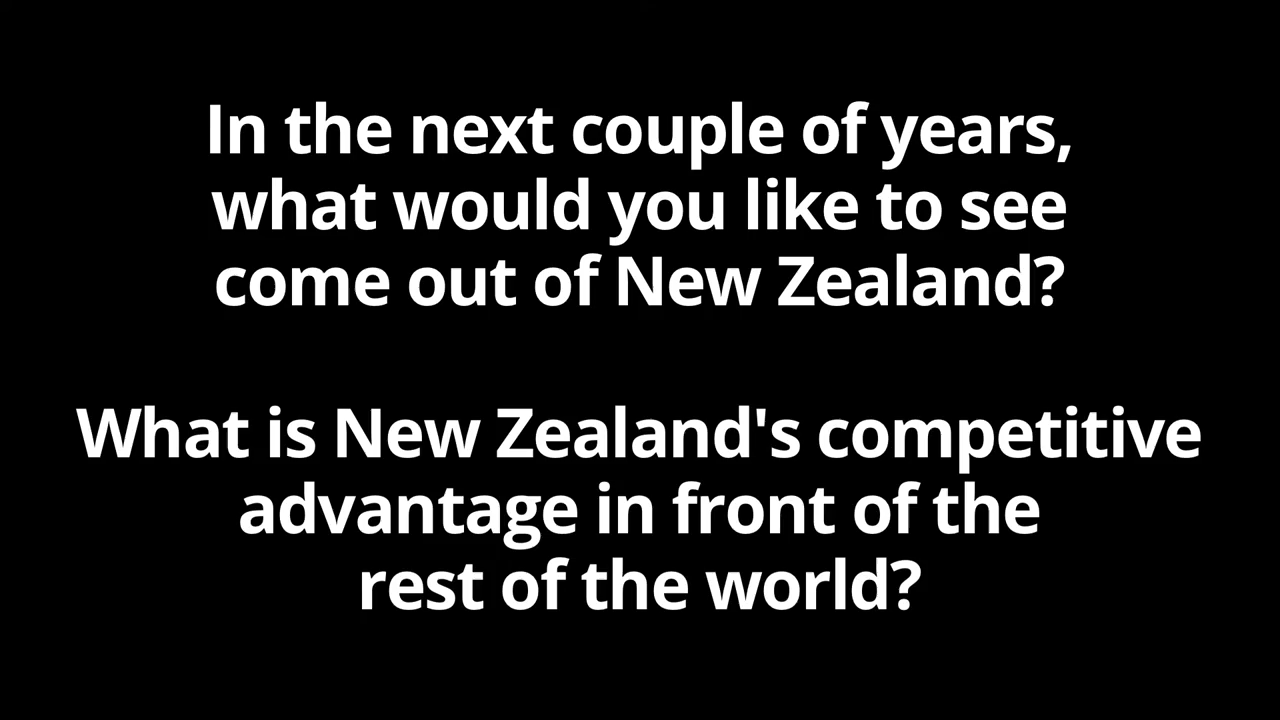 In the next couple of years,
what would you like to see
come out of New Zealand?
What is New Zealand's competitive
advantage in front of the
rest of the world?